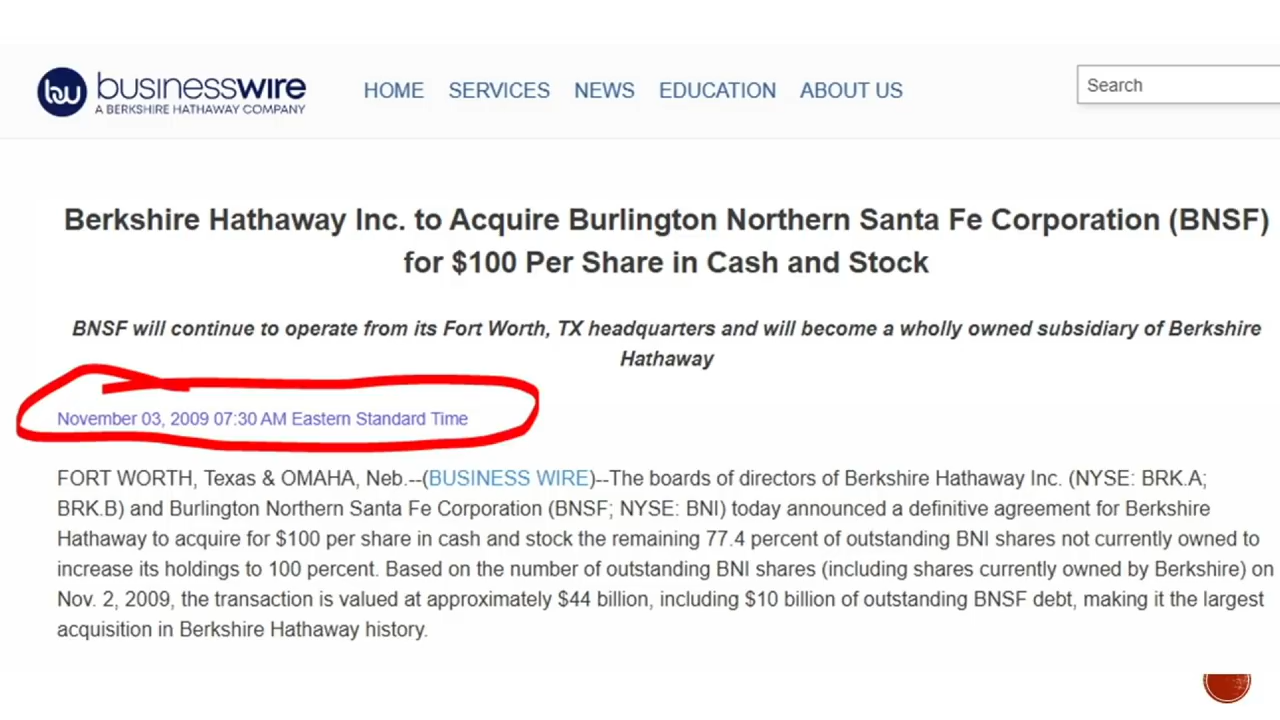 businesswire
A BERKSHIRE HATHAWAY COMPANY
HOME SERVICES NEWS EDUCATION ABOUT US
Search
Berkshire Hathaway Inc. to Acquire Burlington Northern Santa Fe Corporation (BNSF)
for $100 Per Share in Cash and Stock
BNSF will continue to operate from its Fort Worth, TX headquarters and will become a wholly owned subsidiary of Berkshire
Hathaway
November 03, 2009 07:30 AM Eastern Standard Time
FORT WORTH, Texas & OMAHA, Neb.--(BUSINESS WIRE)--The boards of directors of Berkshire Hathaway Inc. (NYSE: BRK.A;
BRK.B) and Burlington Northern Santa Fe Corporation (BNSF; NYSE: BNI) today announced a definitive agreement for Berkshire
Hathaway to acquire for $100 per share in cash and stock the remaining 77.4 percent of outstanding BNI shares not currently owned to
increase its holdings to 100 percent. Based on the number of outstanding BNI shares (including shares currently owned by Berkshire) on
Nov. 2, 2009, the transaction is valued at approximately $44 billion, including $10 billion of outstanding BNSF debt, making it the largest
acquisition in Berkshire Hathaway history.